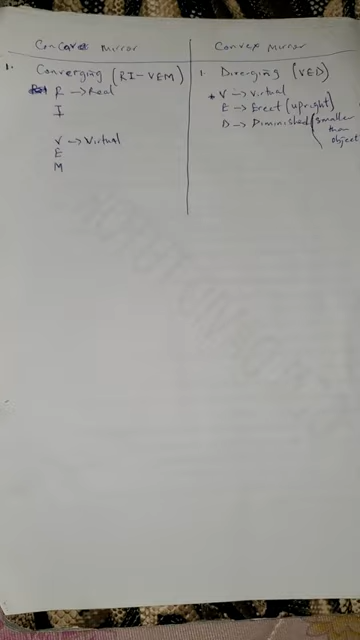 Concave Mirror
1. Converging (RI-VEM)
R → Real
I
V → Virtual
E
M
Convex Mirror
1. Diverging (VED)
V → Virtual
E → Erect (upright)
D → Diminished (smaller
than
object